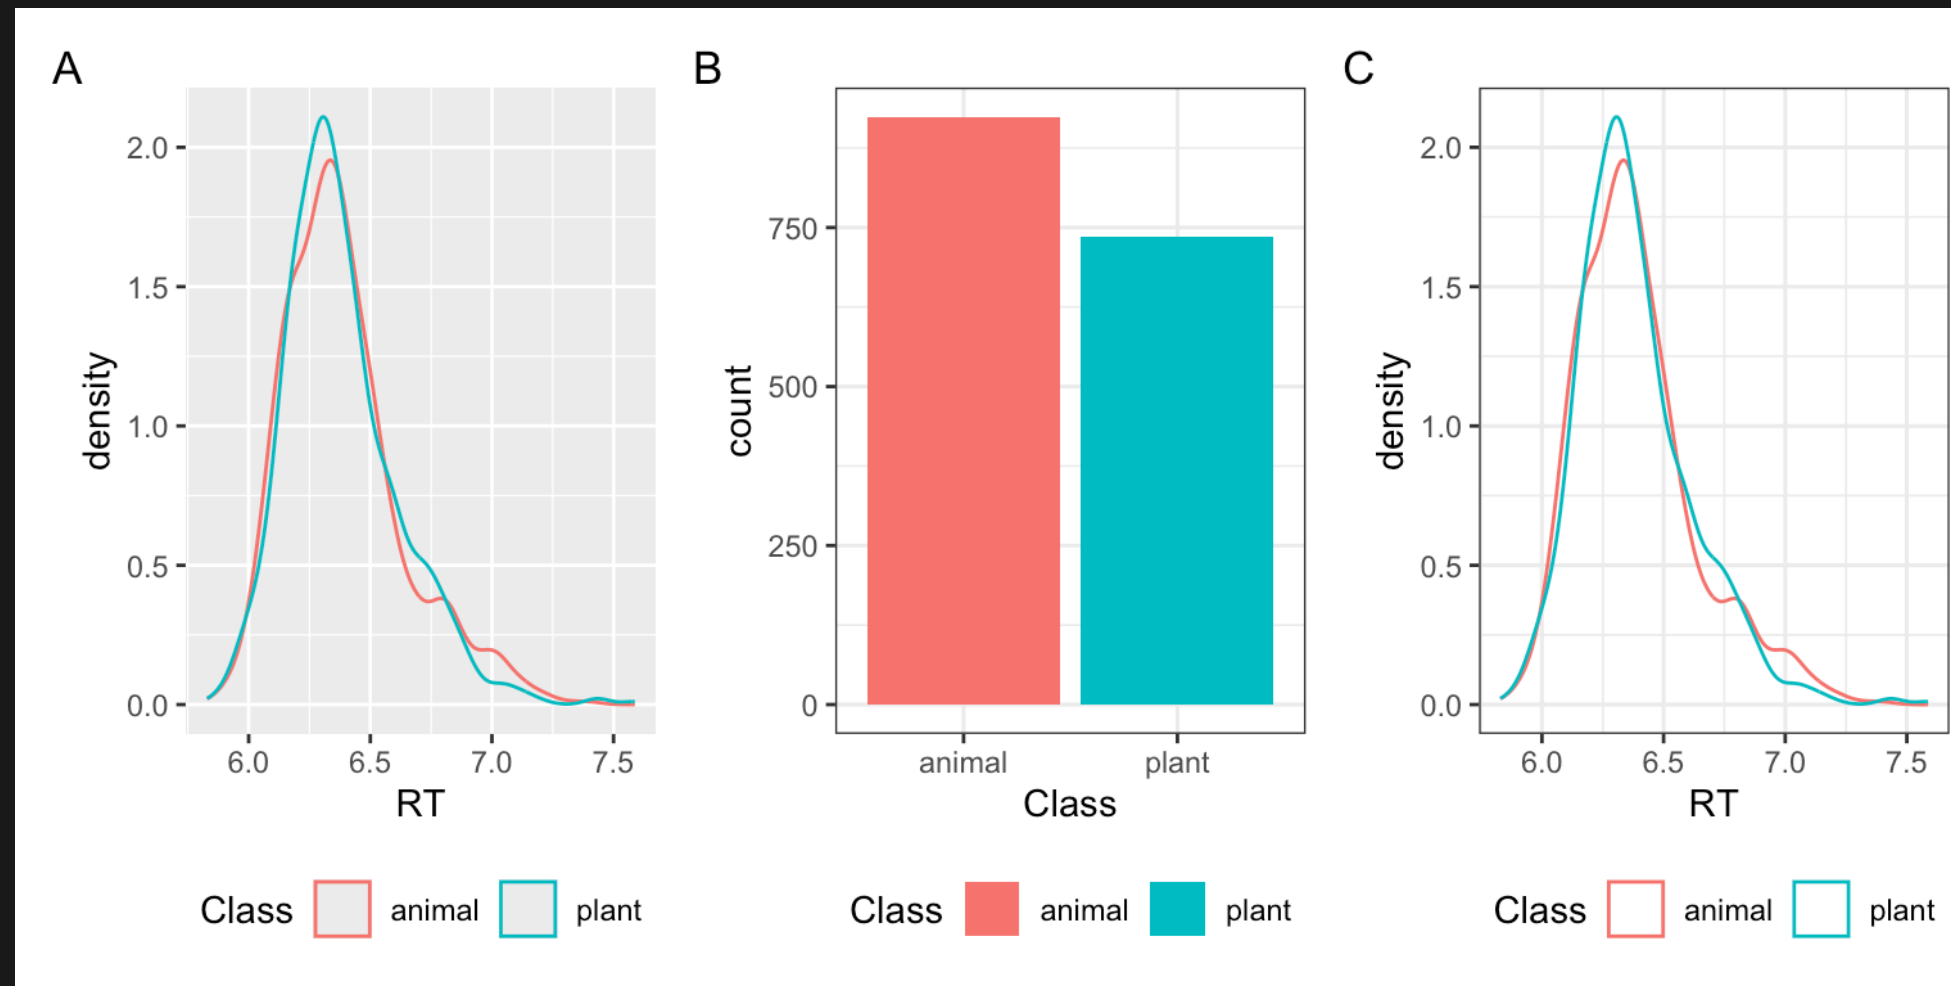 A
2.0
1.5
1.0
0.5
0.0
density
6.0 6.5 7.0 7.5
RT
Class animal plant
B
750
500
250
0
count
animal plant
Class
Class animal plant
C
2.0
1.5
1.0
0.5
0.0
density
6.0 6.5 7.0 7.5
RT
Class animal plant